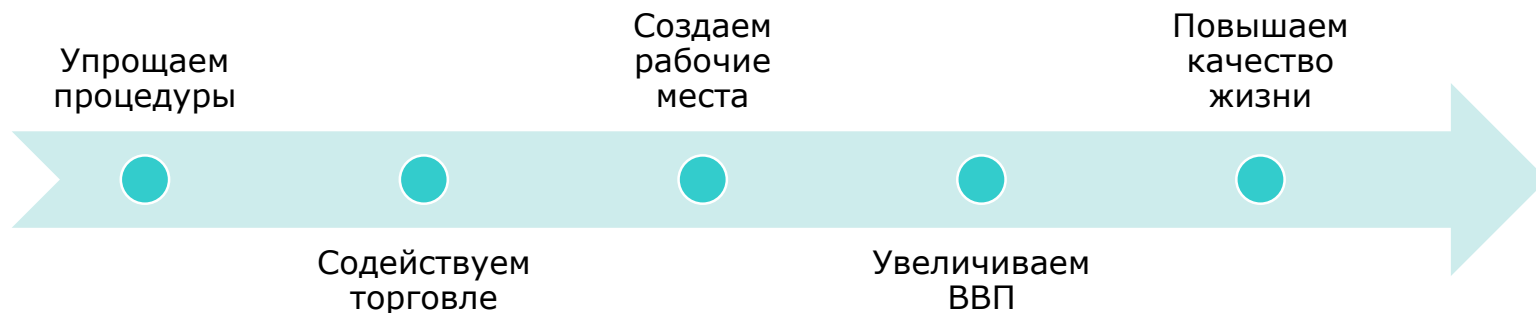 Упрощаем
процедуры
Содействуем
торговле
Создаем
рабочие
места
Увеличиваем
ВВП
Повышаем
качество
жизни